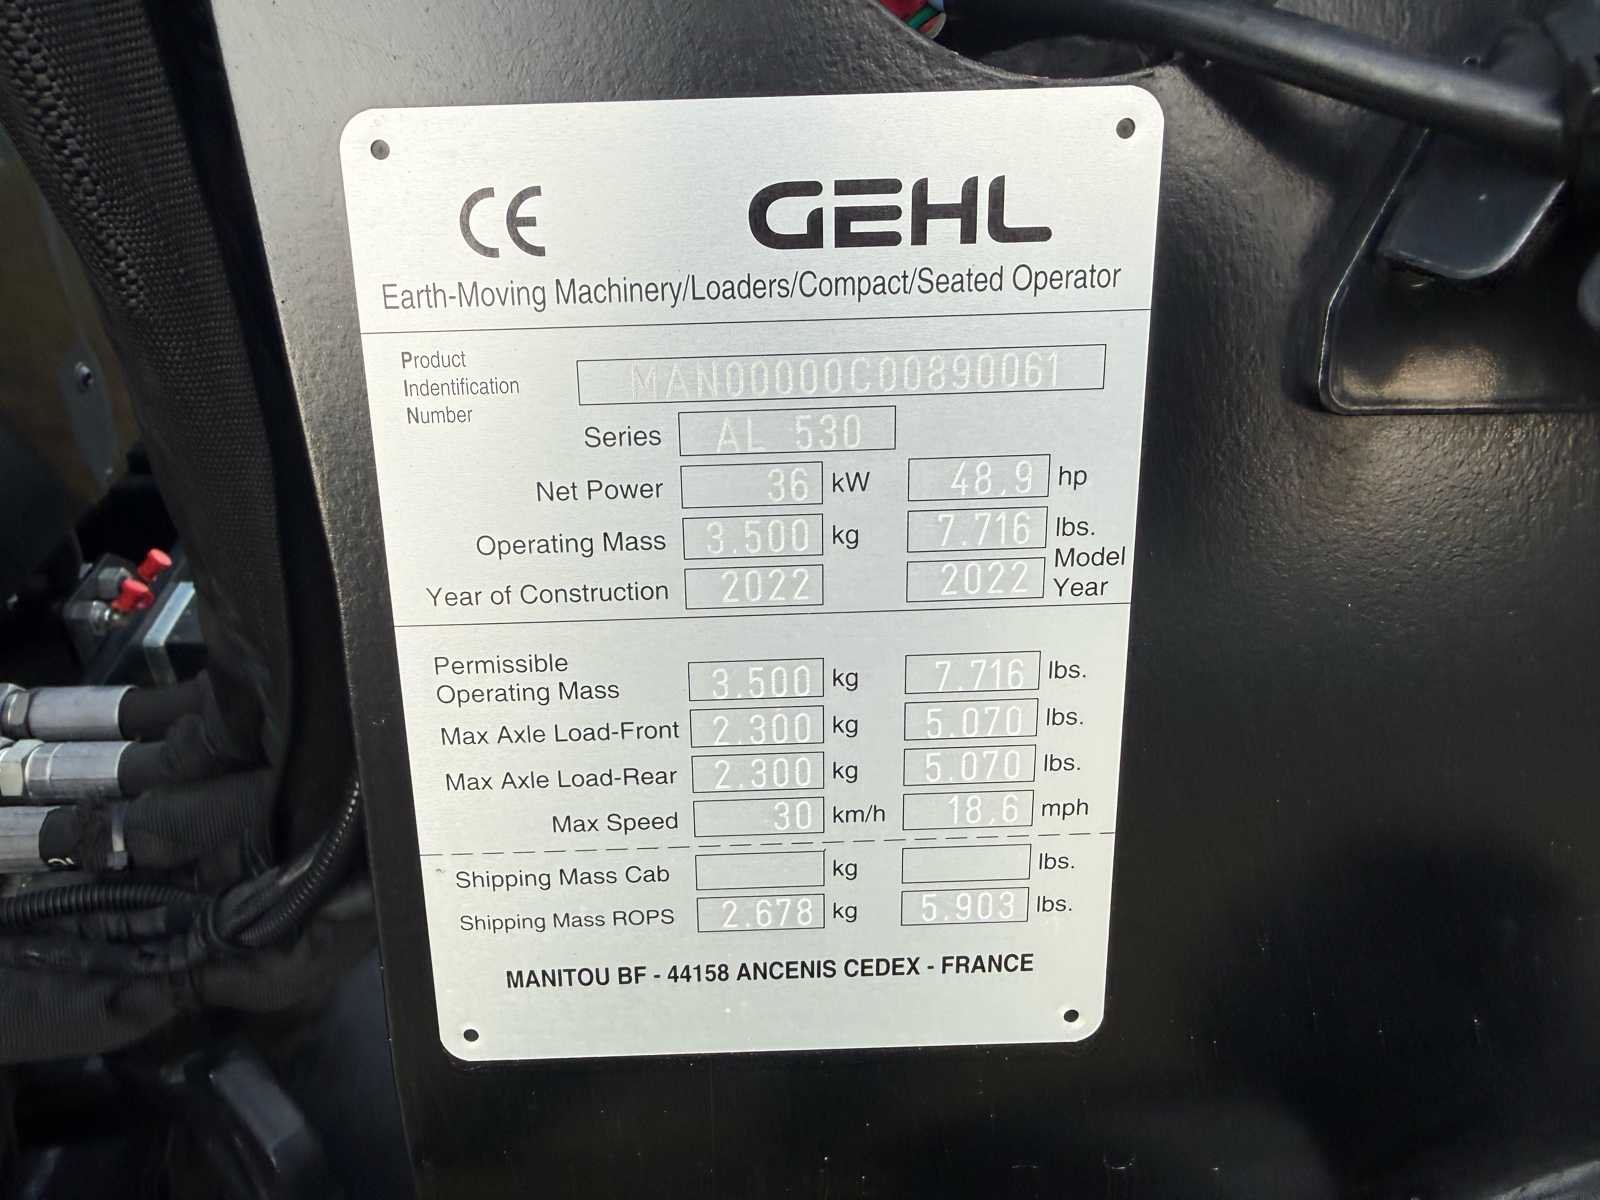 CE GEHL
Earth-Moving Machinery/Loaders/Compact/Seated Operator
Product
Indentification
Number
MAN00000C00890061
Series AL 530
Net Power 36 kW 48.9 hp
Operating Mass 3.500 kg 7.716 lbs.
Year of Construction 2022 2022 Model Year
Permissible
Operating Mass 3.500 kg 7.716 lbs.
Max Axle Load-Front 2.300 kg 5.070 lbs.
Max Axle Load-Rear 2.300 kg 5.070 lbs.
Max Speed 30 km/h 18.6 mph
Shipping Mass Cab kg lbs.
Shipping Mass ROPS 2.678 kg 5.903 lbs.
MANITOU BF - 44158 ANCENIS CEDEX - FRANCE